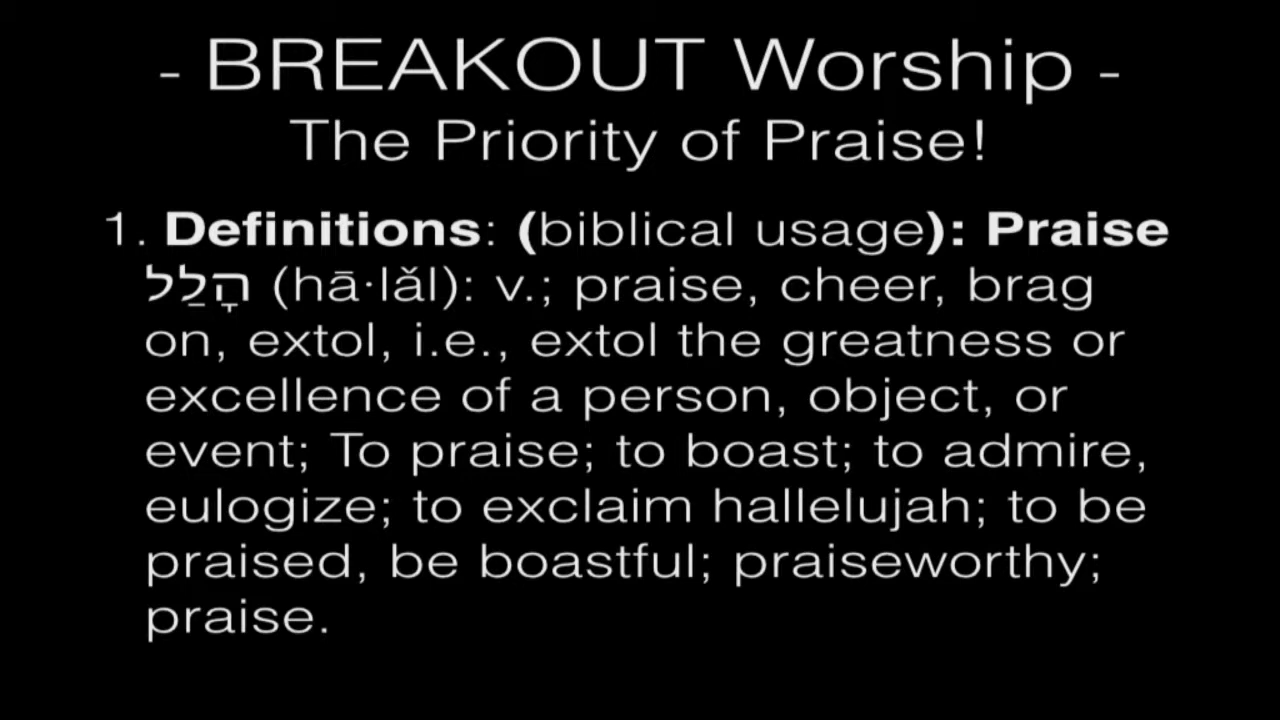 - BREAKOUT Worship -
The Priority of Praise!
1. Definitions: (biblical usage): Praise
הָלַל (hā·lǎl): v.; praise, cheer, brag
on, extol, i.e., extol the greatness or
excellence of a person, object, or
event; To praise; to boast; to admire,
eulogize; to exclaim hallelujah; to be
praised, be boastful; praiseworthy;
praise.